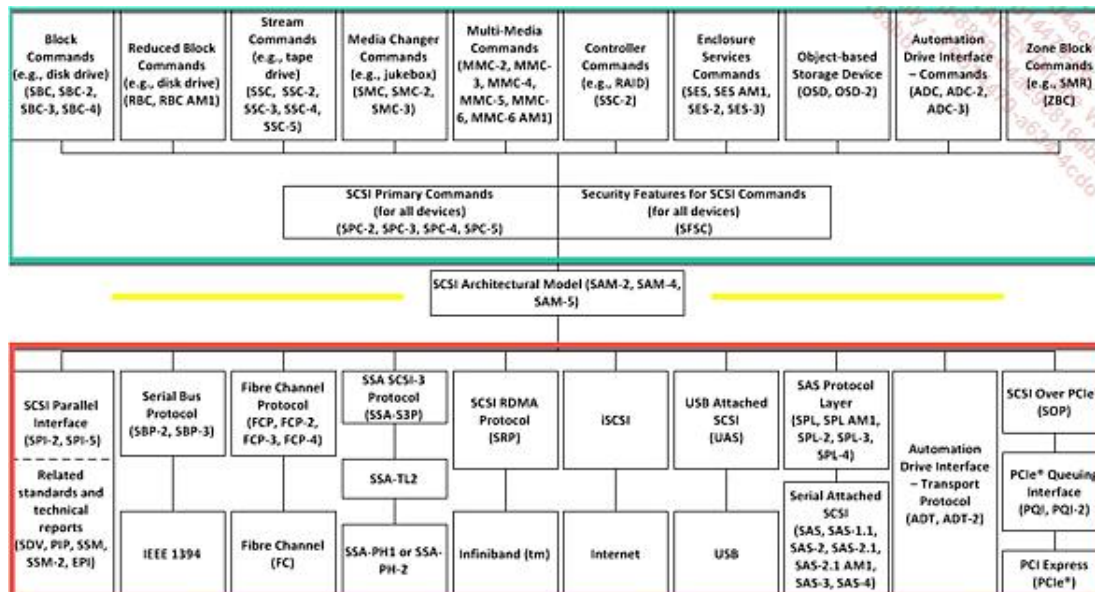 Block
Commands
(e.g., disk drive)
(SBC, SBC-2,
SBC-3, SBC-4)
Reduced Block
Commands
(e.g., disk drive)
(RBC, RBC AM1)
Stream
Commands
(e.g., tape
drive)
(SSC, SSC-2,
SSC-3, SSC-4,
SSC-5)
Media Changer
Commands
(e.g., jukebox)
(SMC, SMC-2,
SMC-3)
Multi-Media
Commands
(MMC-2, MMC-
3, MMC-4,
MMC-5, MMC-
6, MMC-6 AM1)
Controller
Commands
(e.g., RAID)
(SSC-2)
Enclosure
Services
Commands
(SES, SES AM1,
SES-2, SES-3)
Object-based
Storage Device
(OSD, OSD-2)
Automation
Drive Interface
– Commands
(ADC, ADC-2,
ADC-3)
Zone Block
Commands
(e.g., SMR)
(ZBC)
SCSI Primary Commands
(for all devices)
(SPC-2, SPC-3, SPC-4, SPC-5)
Security Features for SCSI Commands
(for all devices)
(SFSC)
SCSI Architectural Model (SAM-2, SAM-4,
SAM-5)
SCSI Parallel
Interface
(SPI-2, SPI-5)
Related
standards and
technical
reports
(SDV, PIP, SSM,
SSM-2, EPI)
Serial Bus
Protocol
(SBP-2, SBP-3)
IEEE 1394
Fibre Channel
Protocol
(FCP, FCP-2,
FCP-3, FCP-4)
Fibre Channel
(FC)
SSA SCSI-3
Protocol
(SSA-S3P)
SSA-TL2
SSA-PH1 or SSA-
PH-2
SCSI RDMA
Protocol
(SRP)
Infiniband (tm)
iSCSI
Internet
USB Attached
SCSI
(UAS)
USB
SAS Protocol
Layer
(SPL, SPL AM1,
SPL-2, SPL-3,
SPL-4)
Serial Attached
SCSI
(SAS, SAS-1.1,
SAS-2, SAS-2.1,
SAS-2.1 AM1,
SAS-3, SAS-4)
Automation
Drive Interface
– Transport
Protocol
(ADT, ADT-2)
SCSI Over PCIe®
(SOP)
PCIe® Queuing
Interface
(PQI, PQI-2)
PCI Express
(PCIe®)